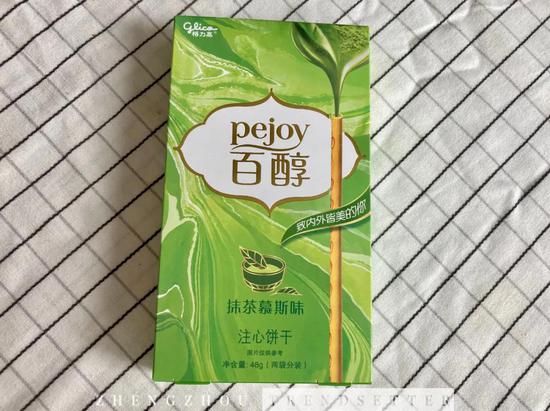 Glico
格力高
pejoy
百醇
致内外皆美的你
抹茶慕斯味
注心饼干
图片仅供参考
净含量: 48g (两袋分装)
ZHENGZHOU TRENDSETTER